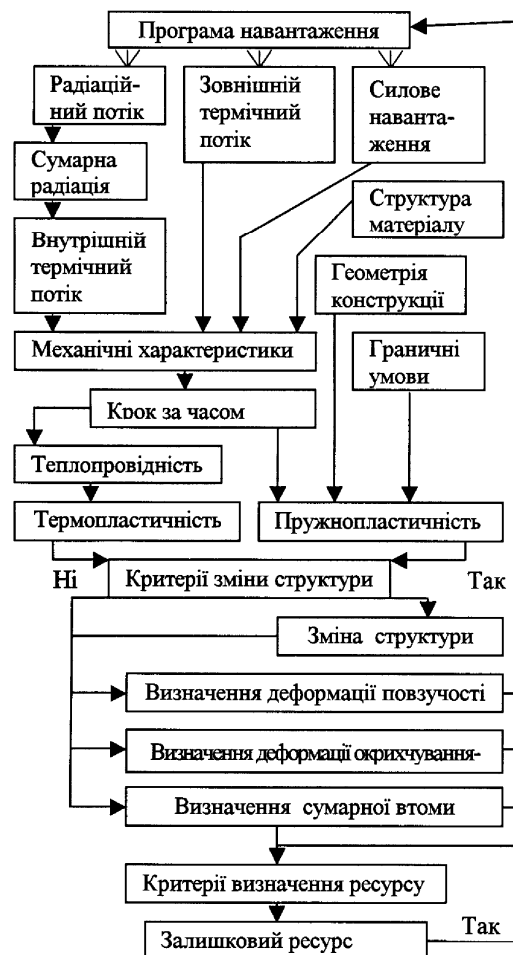 Програма навантаження
Радіацій-
ний потік
Зовнішній
термічний
потік
Силове
наванта-
ження
Сумарна
радіація
Структура
матеріалу
Внутрішній
термічний
потік
Геометрія
конструкції
Механічні характеристики
Граничні
умови
Крок за часом
Теплопровідність
Термопластичність
Пружнопластичність
Ні
Критерії зміни структури
Так
Зміна структури
Визначення деформації повзучості
Визначення деформації окрихчування-
Визначення сумарної втоми
Критерії визначення ресурсу
Залишковий ресурс
Так